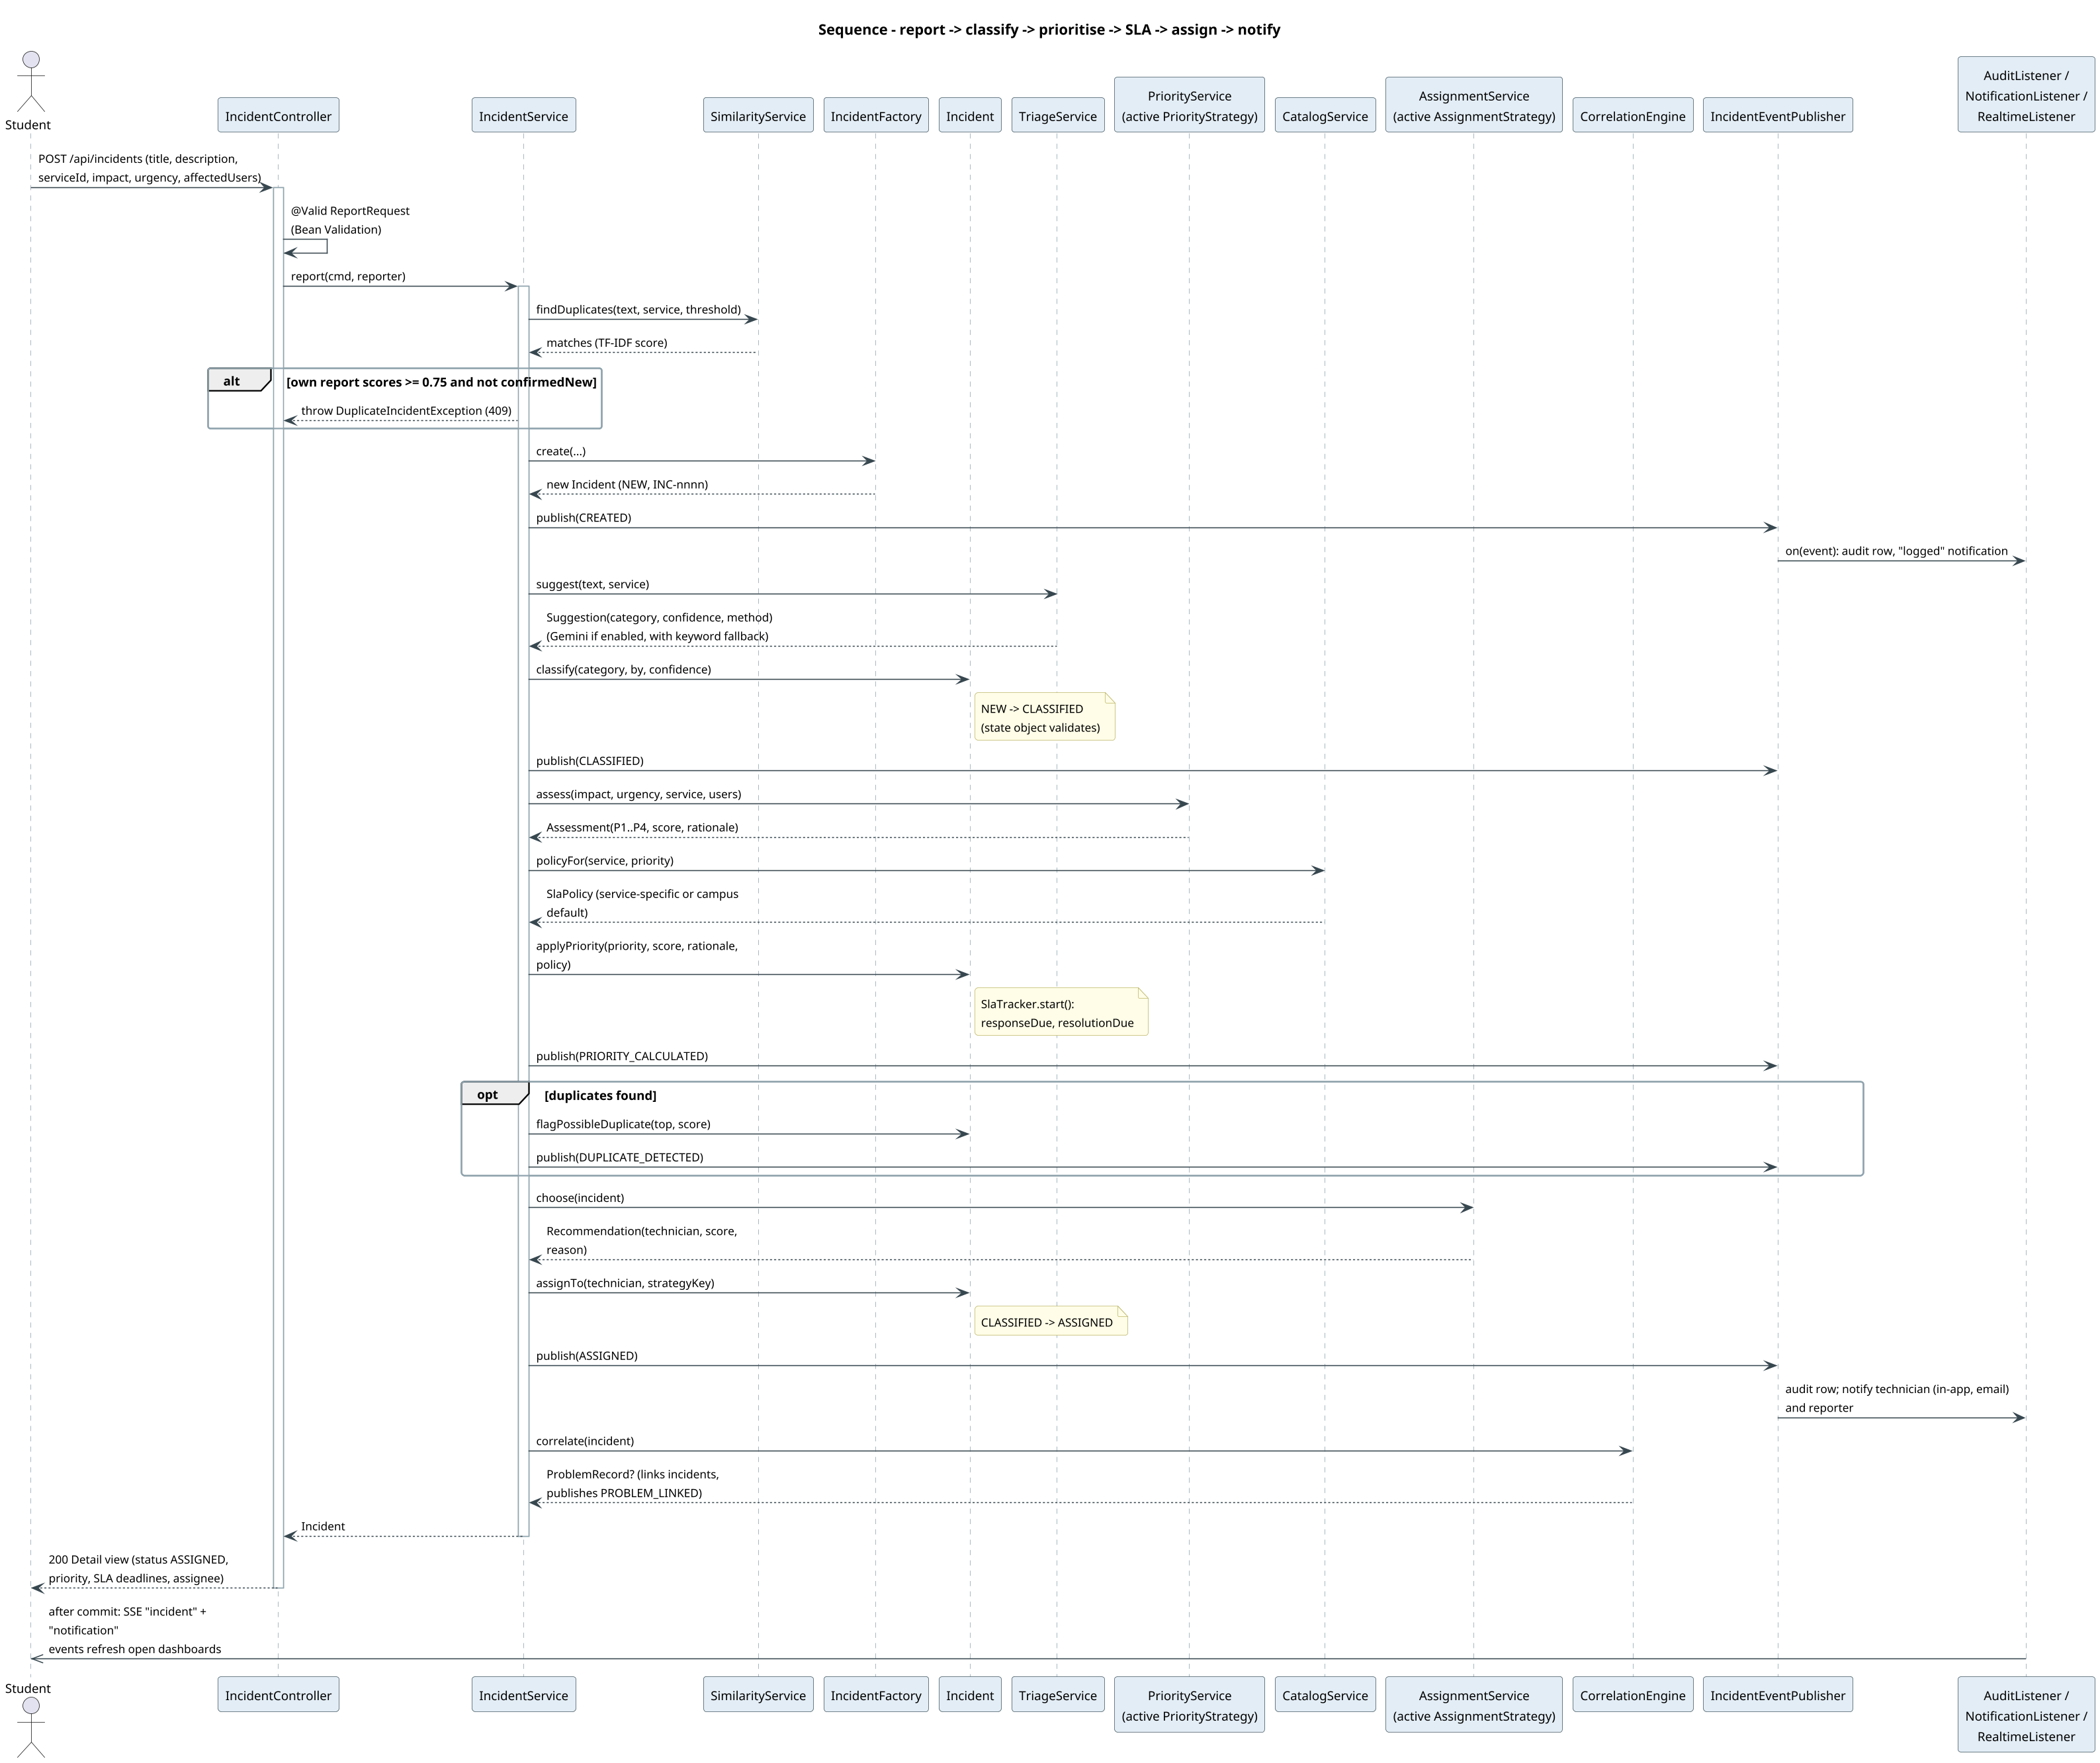 Sequence - report -> classify -> prioritise -> SLA -> assign -> notify
Student
IncidentController
IncidentService
SimilarityService
IncidentFactory
Incident
TriageService
PriorityService
(active PriorityStrategy)
CatalogService
AssignmentService
(active AssignmentStrategy)
CorrelationEngine
IncidentEventPublisher
AuditListener /
NotificationListener /
RealtimeListener
POST /api/incidents (title, description,
serviceId, impact, urgency, affectedUsers)
@Valid ReportRequest
(Bean Validation)
report(cmd, reporter)
findDuplicates(text, service, threshold)
matches (TF-IDF score)
alt
[own report scores >= 0.75 and not confirmedNew]
throw DuplicateIncidentException (409)
create(...)
new Incident (NEW, INC-nnnn)
publish(CREATED)
on(event): audit row, "logged" notification
suggest(text, service)
Suggestion(category, confidence, method)
(Gemini if enabled, with keyword fallback)
classify(category, by, confidence)
NEW -> CLASSIFIED
(state object validates)
publish(CLASSIFIED)
assess(impact, urgency, service, users)
Assessment(P1..P4, score, rationale)
policyFor(service, priority)
SlaPolicy (service-specific or campus
default)
applyPriority(priority, score, rationale,
policy)
SlaTracker.start():
responseDue, resolutionDue
publish(PRIORITY_CALCULATED)
opt
[duplicates found]
flagPossibleDuplicate(top, score)
publish(DUPLICATE_DETECTED)
choose(incident)
Recommendation(technician, score,
reason)
assignTo(technician, strategyKey)
CLASSIFIED -> ASSIGNED
publish(ASSIGNED)
audit row; notify technician (in-app, email)
and reporter
correlate(incident)
ProblemRecord? (links incidents,
publishes PROBLEM_LINKED)
Incident
200 Detail view (status ASSIGNED,
priority, SLA deadlines, assignee)
after commit: SSE "incident" +
"notification"
events refresh open dashboards
Student
IncidentController
IncidentService
SimilarityService
IncidentFactory
Incident
TriageService
PriorityService
(active PriorityStrategy)
CatalogService
AssignmentService
(active AssignmentStrategy)
CorrelationEngine
IncidentEventPublisher
AuditListener /
NotificationListener /
RealtimeListener